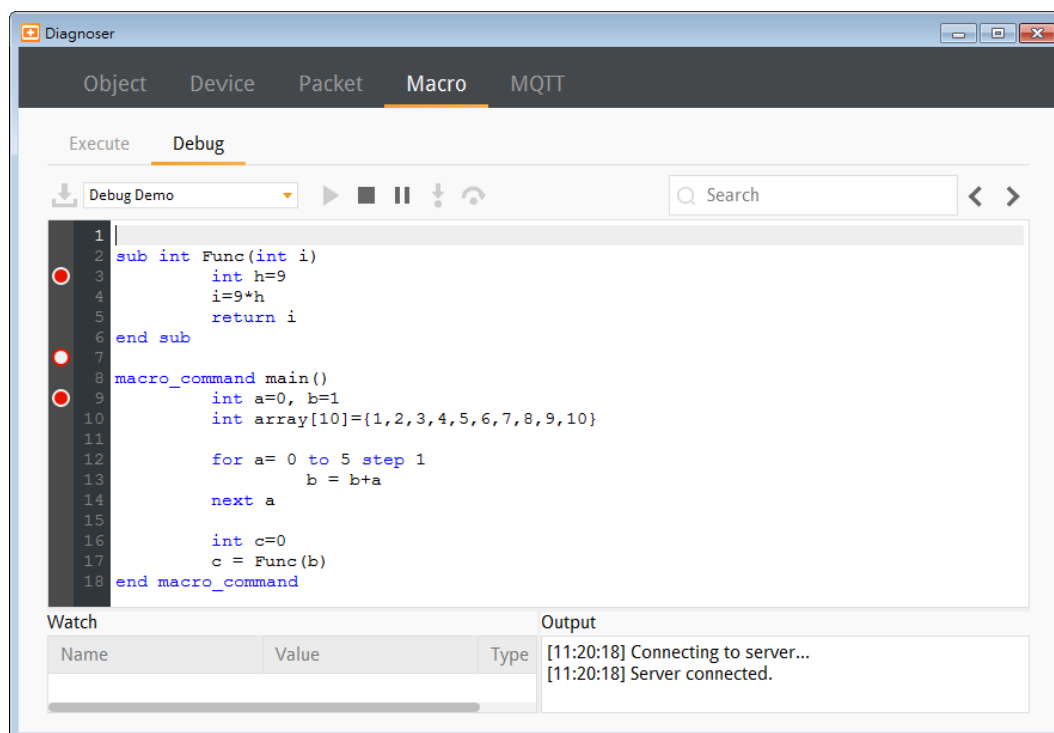 Diagnoser
Object Device Packet Macro MQTT
Execute Debug
Debug Demo Search
1
2 sub int Func(int i)
3 int h=9
4 i=9*h
5 return i
6 end sub
7
8 macro_command main()
9 int a=0, b=1
10 int array[10]={1,2,3,4,5,6,7,8,9,10}
11
12 for a= 0 to 5 step 1
13 b = b+a
14 next a
15
16 int c=0
17 c = Func(b)
18 end macro_command
Watch Output
Name Value Type
[11:20:18] Connecting to server...
[11:20:18] Server connected.